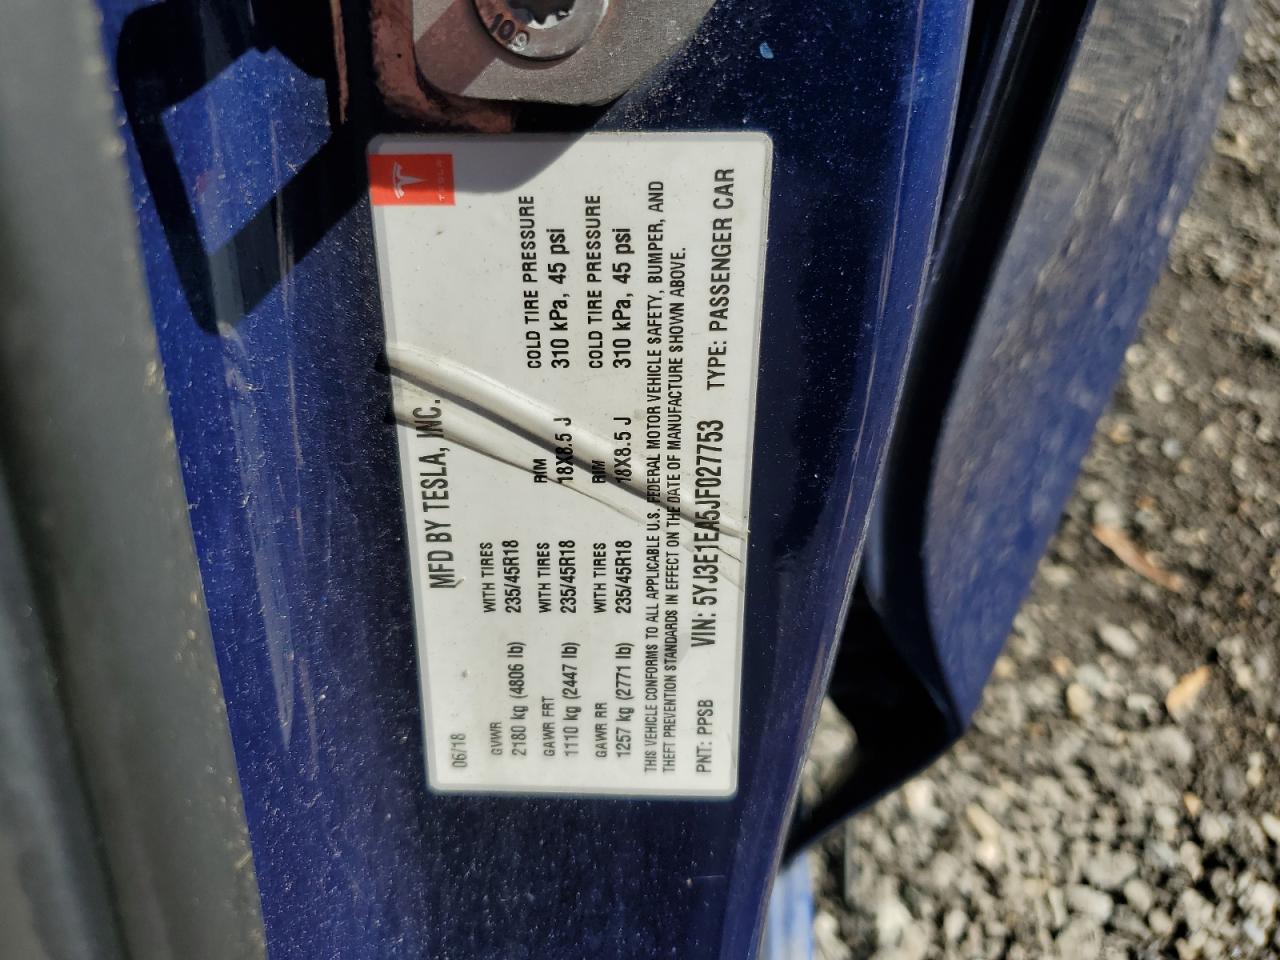 10.9
TESLA
MFD BY TESLA, INC.
06/18
GVWR
2180 kg (4806 lb)
WITH TIRES
235/45R18
GAWR FRT
1110 kg (2447 lb)
WITH TIRES
235/45R18
RIM
18X8.5 J
COLD TIRE PRESSURE
310 kPa, 45 psi
GAWR RR
1257 kg (2771 lb)
WITH TIRES
235/45R18
RIM
18X8.5 J
COLD TIRE PRESSURE
310 kPa, 45 psi
THIS VEHICLE CONFORMS TO ALL APPLICABLE U.S. FEDERAL MOTOR VEHICLE SAFETY, BUMPER, AND
THEFT PREVENTION STANDARDS IN EFFECT ON THE DATE OF MANUFACTURE SHOWN ABOVE.
PNT: PPSB VIN: 5YJ3E1EA5JF027753 TYPE: PASSENGER CAR